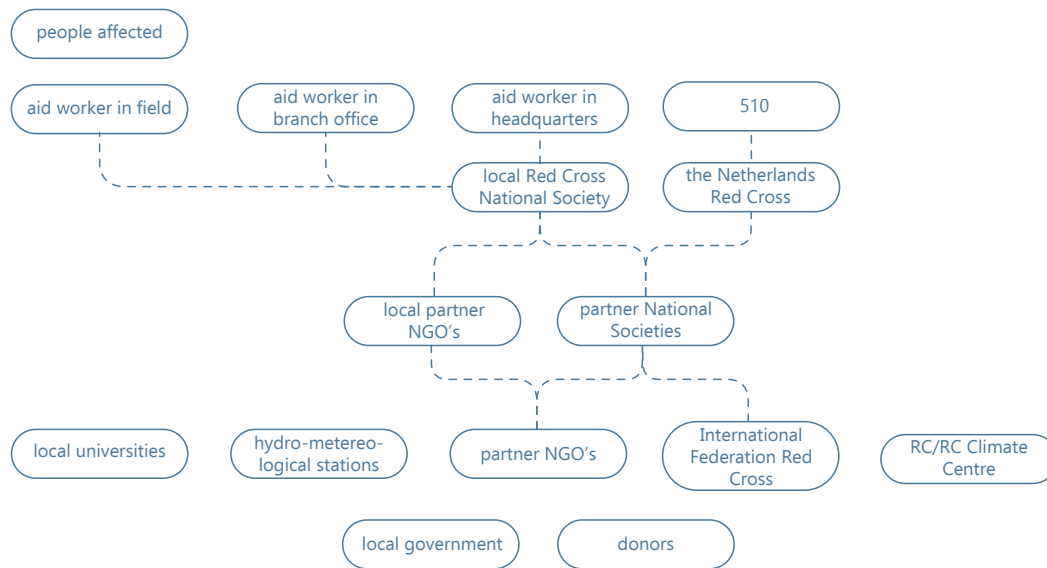 people affected
aid worker in field
aid worker in
branch office
aid worker in
headquarters
510
local Red Cross
National Society
the Netherlands
Red Cross
local partner
NGO's
partner National
Societies
local universities
hydro-metereo-
logical stations
partner NGO's
International
Federation Red
Cross
RC/RC Climate
Centre
local government
donors